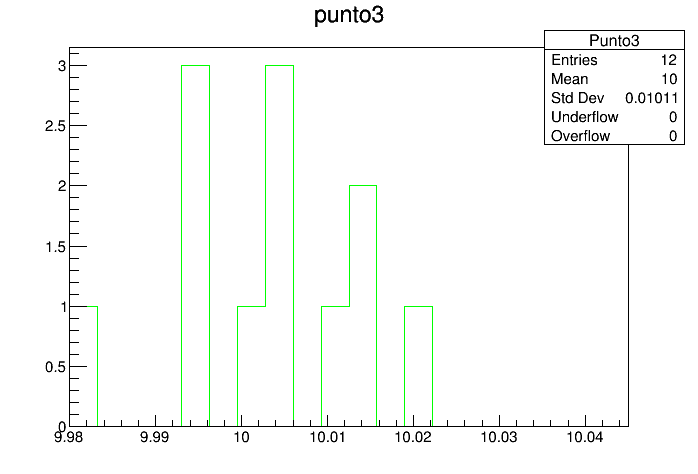 punto3
Punto3
Entries 12
Mean 10
Std Dev 0.01011
Underflow 0
Overflow 0
3
2.5
2
1.5
1
0.5
0
9.98 9.99 10 10.01 10.02 10.03 10.04